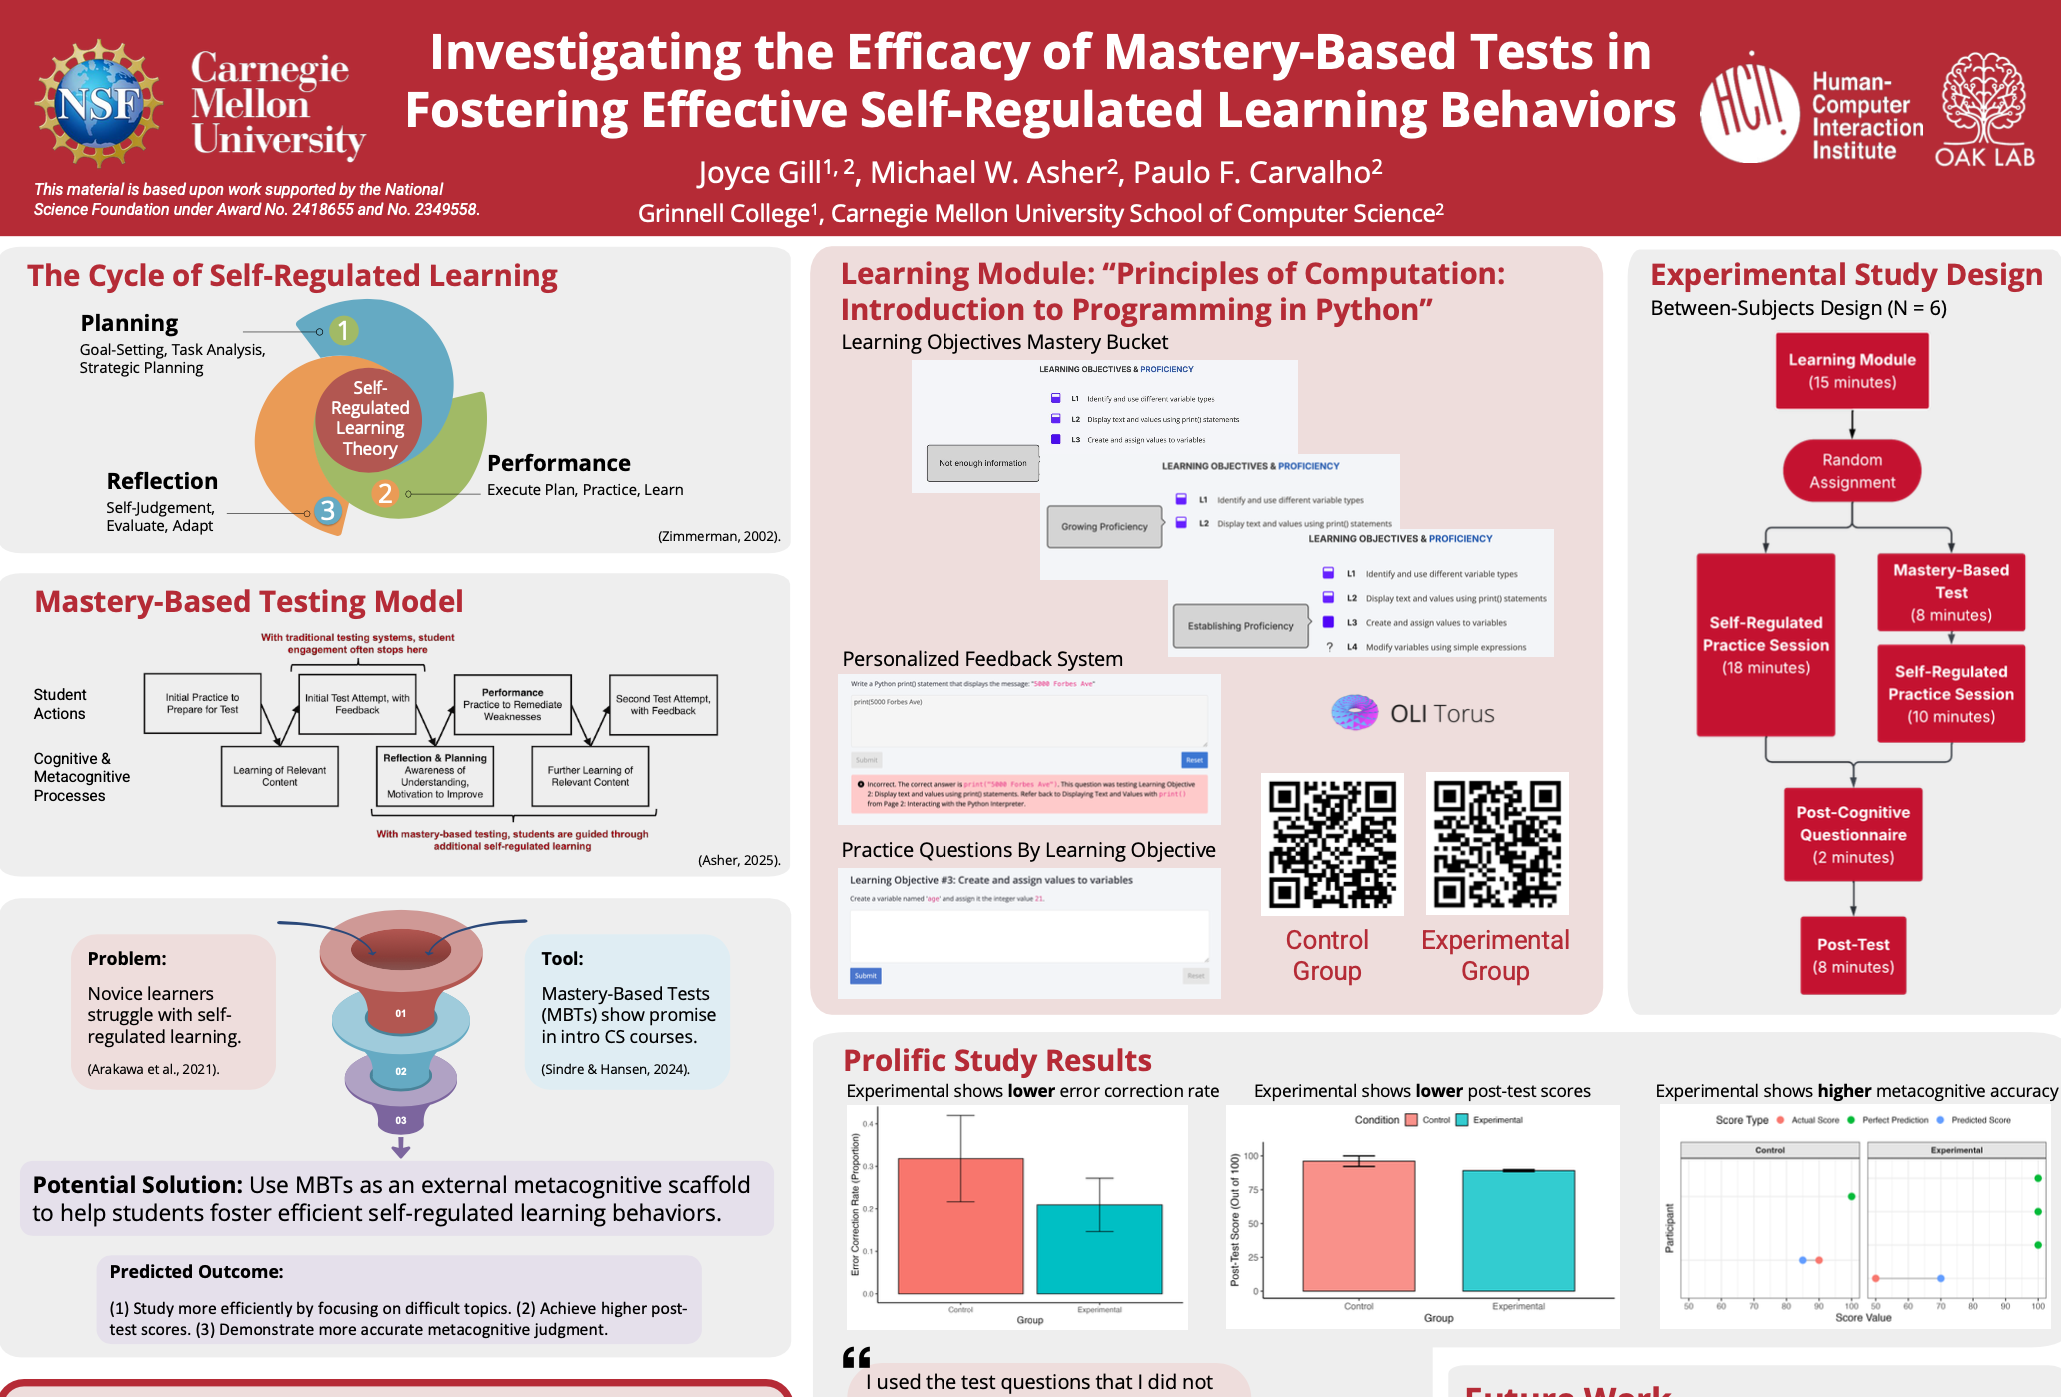 NSF
Carnegie
Mellon
University
This material is based upon work supported by the National
Science Foundation under Award No. 2418655 and No. 2349558.
Investigating the Efficacy of Mastery-Based Tests in
Fostering Effective Self-Regulated Learning Behaviors
Joyce Gill1, 2, Michael W. Asher2, Paulo F. Carvalho2
Grinnell College1, Carnegie Mellon University School of Computer Science2
HCII
Human-
Computer
Interaction
Institute
OAK LAB
The Cycle of Self-Regulated Learning
Planning
Goal-Setting, Task Analysis,
Strategic Planning
1
Self-
Regulated
Learning
Theory
Performance
Execute Plan, Practice, Learn
2
Reflection
Self-Judgement,
Evaluate, Adapt
3
(Zimmerman, 2002).
Mastery-Based Testing Model
With traditional testing systems, student
engagement often stops here
Student
Actions
Initial Practice to
Prepare for Test
Initial Test Attempt, with
Feedback
Performance
Practice to Remediate
Weaknesses
Second Test Attempt,
with Feedback
Cognitive &
Metacognitive
Processes
Learning of Relevant
Content
Reflection & Planning
Awareness of
Understanding,
Motivation to Improve
Further Learning of
Relevant Content
With mastery-based testing, students are guided through
additional self-regulated learning
(Asher, 2025).
Problem:
Novice learners
struggle with self-
regulated learning.
(Arakawa et al., 2021).
01
02
03
Tool:
Mastery-Based Tests
(MBTs) show promise
in intro CS courses.
(Sindre & Hansen, 2024).
Potential Solution: Use MBTs as an external metacognitive scaffold
to help students foster efficient self-regulated learning behaviors.
Predicted Outcome:
(1) Study more efficiently by focusing on difficult topics. (2) Achieve higher post-
test scores. (3) Demonstrate more accurate metacognitive judgment.
Learning Module: “Principles of Computation:
Introduction to Programming in Python”
Learning Objectives Mastery Bucket
LEARNING OBJECTIVES & PROFICIENCY
L1 Identify and use different variable types
L2 Display text and values using print() statements
L3 Create and assign values to variables
Not enough information
LEARNING OBJECTIVES & PROFICIENCY
L1 Identify and use different variable types
L2 Display text and values using print() statements
Growing Proficiency
LEARNING OBJECTIVES & PROFICIENCY
L1 Identify and use different variable types
L2 Display text and values using print() statements
L3 Create and assign values to variables
? L4 Modify variables using simple expressions
Establishing Proficiency
Personalized Feedback System
Write a Python print() statement that displays the message: "5000 Forbes Ave"
print(5000 Forbes Ave)
Submit
Reset
Incorrect. The correct answer is print("5000 Forbes Ave"). This question was testing Learning Objective
2: Display text and values using print() statements. Refer back to Displaying Text and Values with print()
from Page 2: Interacting with the Python Interpreter.
OLI Torus
Practice Questions By Learning Objective
Learning Objective #3: Create and assign values to variables
Create a variable named 'age' and assign it the integer value 21.
Submit
Reset
Control
Group
Experimental
Group
Experimental Study Design
Between-Subjects Design (N = 6)
Learning Module
(15 minutes)
Random
Assignment
Self-Regulated
Practice Session
(18 minutes)
Mastery-Based
Test
(8 minutes)
Self-Regulated
Practice Session
(10 minutes)
Post-Cognitive
Questionnaire
(2 minutes)
Post-Test
(8 minutes)
Prolific Study Results
Experimental shows lower error correction rate
Error Correction Rate (Proportion)
0.4
0.3
0.2
0.1
0.0
Control Experimental
Group
Experimental shows lower post-test scores
Condition Control Experimental
Post-Test Score (Out of 100)
100
75
50
25
0
Control Experimental
Group
Experimental shows higher metacognitive accuracy
Score Type Actual Score Perfect Prediction Predicted Score
Control Experimental
Participant
50 60 70 80 90 100 50 60 70 80 90 100
Score Value
“
I used the test questions that I did not
Future Work